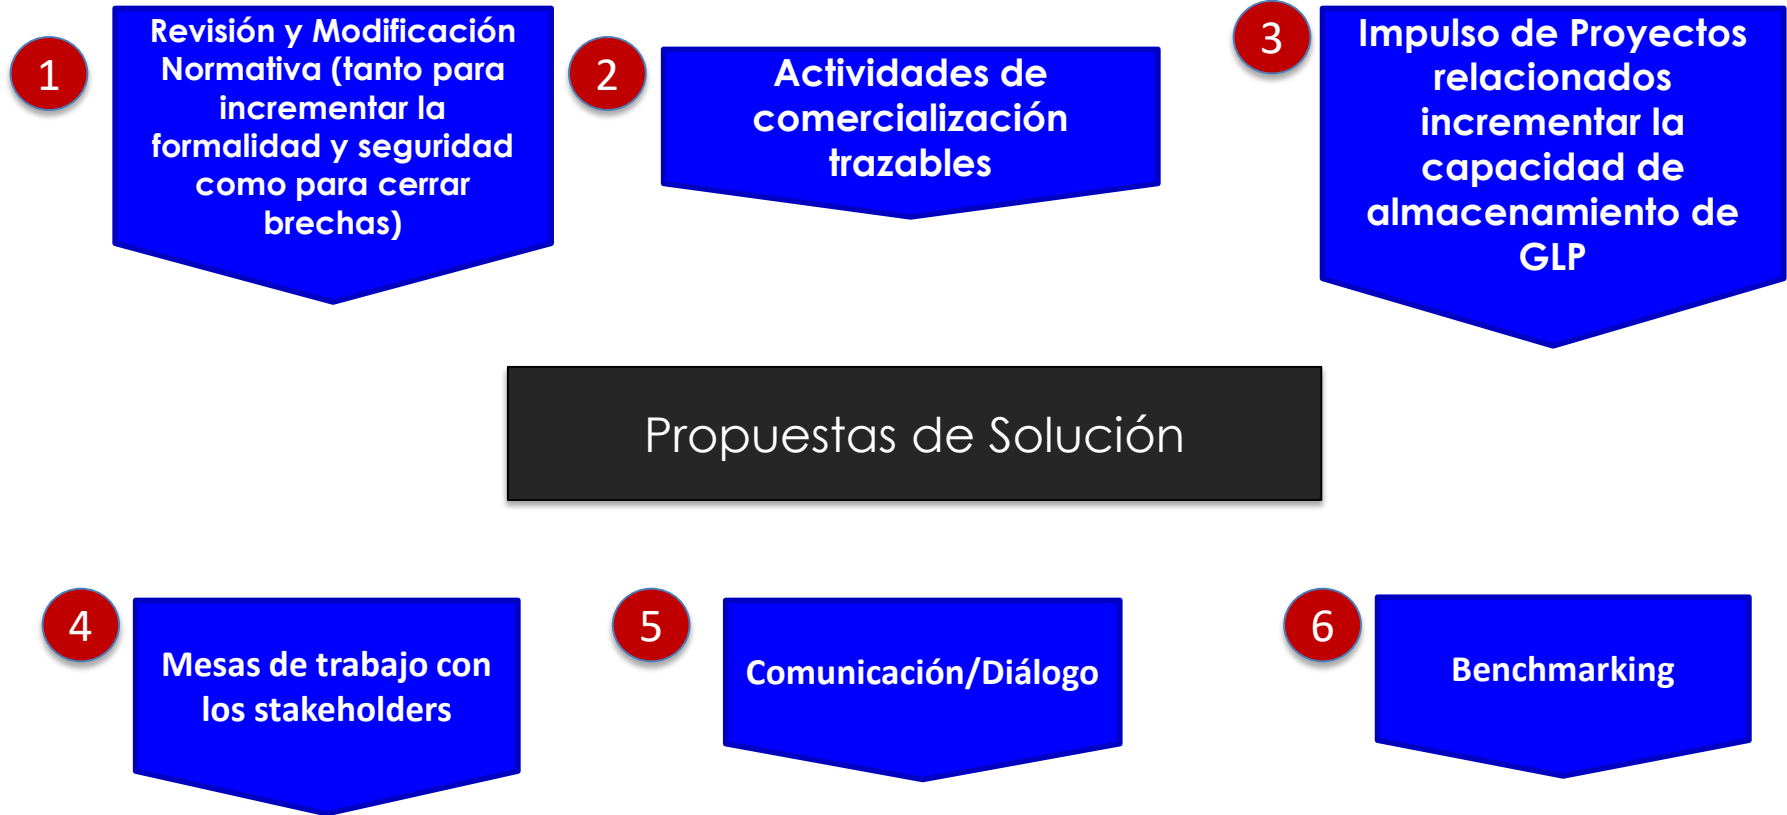 1
Revisión y Modificación
Normativa (tanto para
incrementar la
formalidad y seguridad
como para cerrar
brechas)
2
Actividades de
comercialización
trazables
3
Impulso de Proyectos
relacionados
incrementar la
capacidad de
almacenamiento de
GLP
Propuestas de Solución
4
Mesas de trabajo con
los stakeholders
5
Comunicación/Diálogo
6
Benchmarking